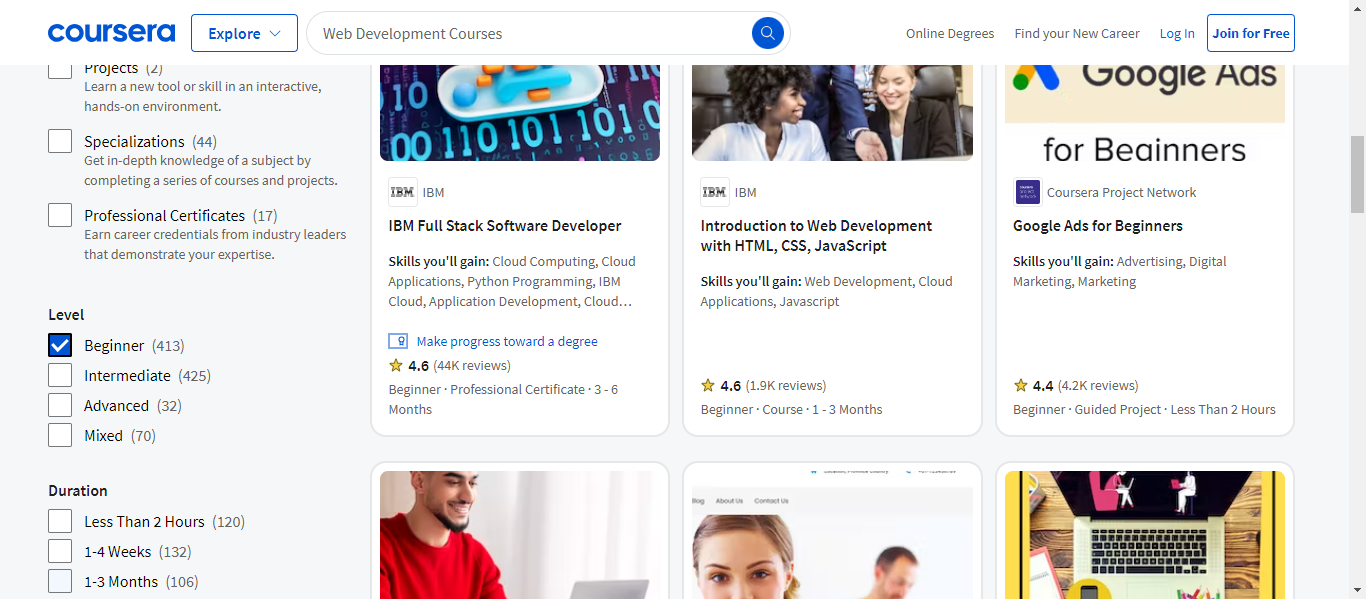 coursera
Explore
Web Development Courses
Online Degrees
Find your New Career
Log In
Join for Free
Projects (2)
Learn a new tool or skill in an interactive,
hands-on environment.
Specializations (44)
Get in-depth knowledge of a subject by
completing a series of courses and projects.
Professional Certificates (17)
Earn career credentials from industry leaders
that demonstrate your expertise.
Level
Beginner (413)
Intermediate (425)
Advanced (32)
Mixed (70)
Duration
Less Than 2 Hours (120)
1-4 Weeks (132)
1-3 Months (106)
10
00 110 101 101
IBM
IBM
IBM Full Stack Software Developer
Skills you'll gain: Cloud Computing, Cloud
Applications, Python Programming, IBM
Cloud, Application Development, Cloud…
Make progress toward a degree
4.6 (44K reviews)
Beginner · Professional Certificate · 3 - 6
Months
IBM
IBM
Introduction to Web Development
with HTML, CSS, JavaScript
Skills you'll gain: Web Development, Cloud
Applications, Javascript
4.6 (1.9K reviews)
Beginner · Course · 1 - 3 Months
Google Ads
for Beginners
Coursera Project Network
Google Ads for Beginners
Skills you'll gain: Advertising, Digital
Marketing, Marketing
4.4 (4.2K reviews)
Beginner · Guided Project · Less Than 2 Hours
Blog About Us Contact Us